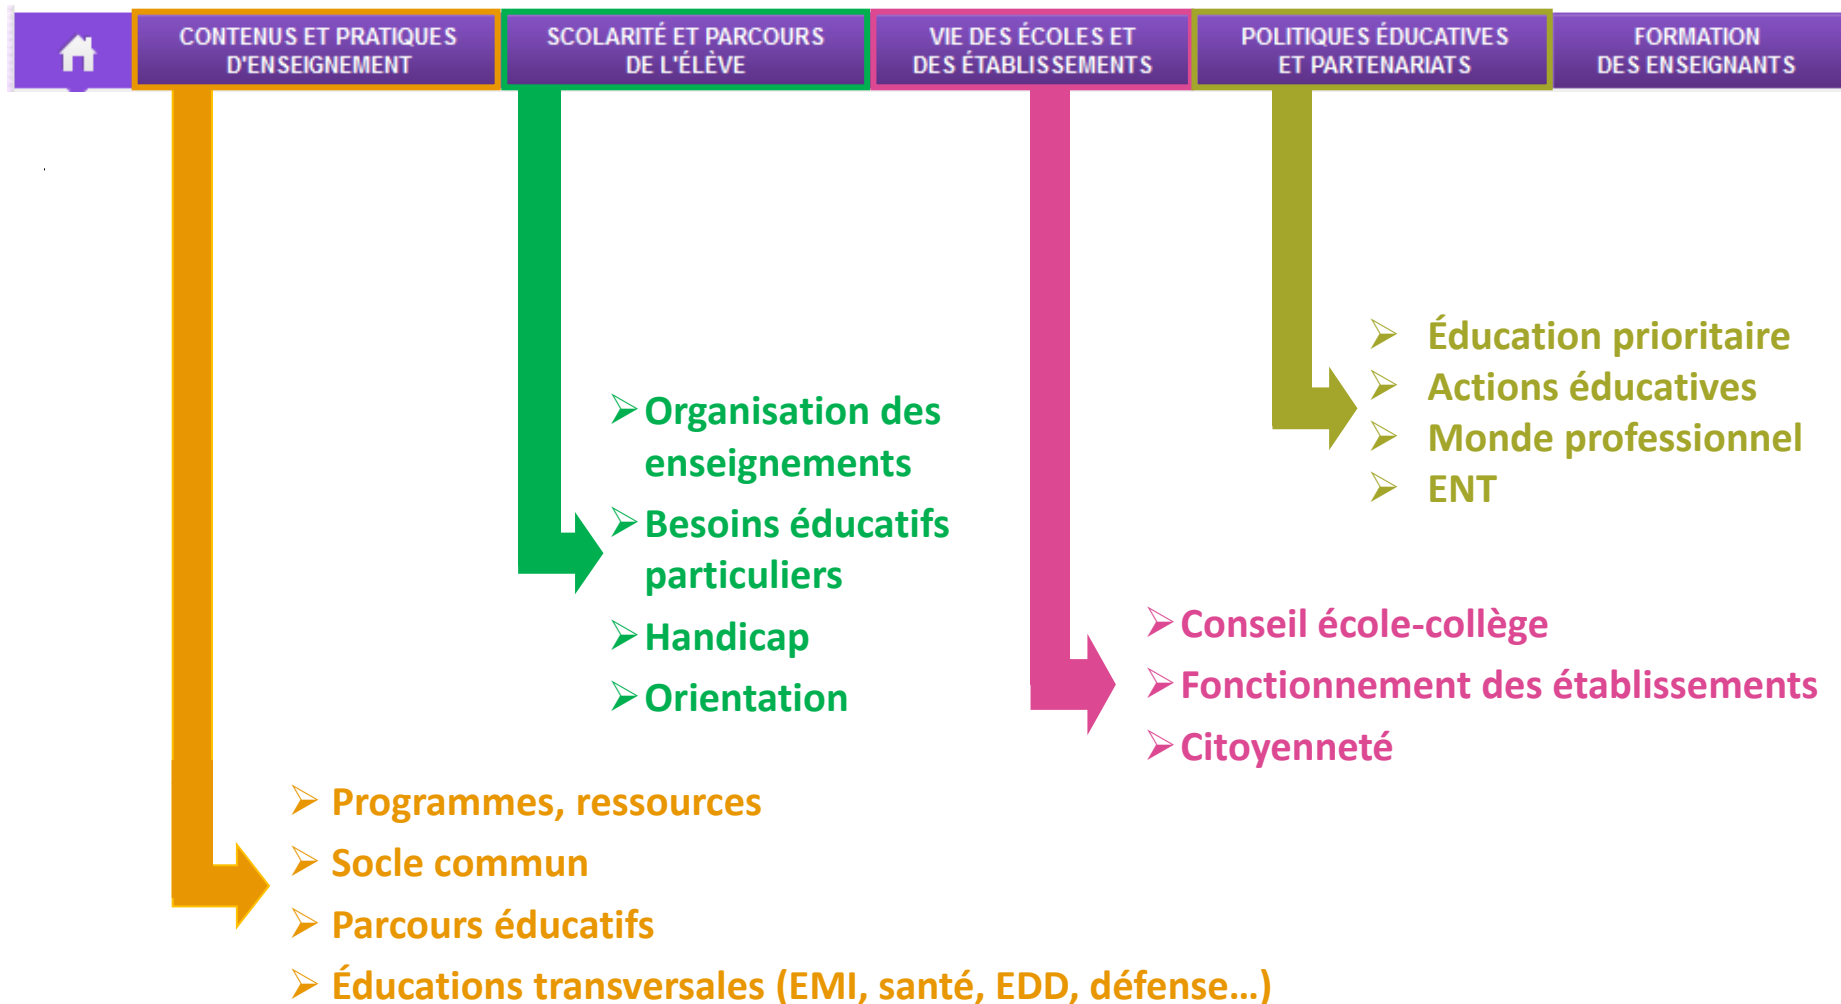 CONTENUS ET PRATIQUES
D'ENSEIGNEMENT
SCOLARITÉ ET PARCOURS
DE L'ÉLÈVE
VIE DES ÉCOLES ET
DES ÉTABLISSEMENTS
POLITIQUES ÉDUCATIVES
ET PARTENARIATS
FORMATION
DES ENSEIGNANTS
Éducation prioritaire
Actions éducatives
Monde professionnel
ENT
Organisation des
enseignements
Besoins éducatifs
particuliers
Handicap
Orientation
Conseil école-collège
Fonctionnement des établissements
Citoyenneté
Programmes, ressources
Socle commun
Parcours éducatifs
Éducations transversales (EMI, santé, EDD, défense…)